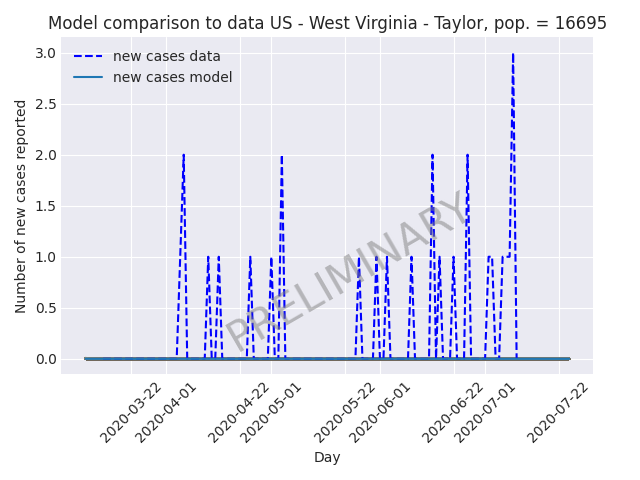 Model comparison to data US - West Virginia - Taylor, pop. = 16695
new cases data
new cases model
Number of new cases reported
3.0
2.5
2.0
1.5
1.0
0.5
0.0
PRELIMINARY
2020-03-22
2020-04-01
2020-04-22
2020-05-01
2020-05-22
2020-06-01
2020-06-22
2020-07-01
2020-07-22
Day